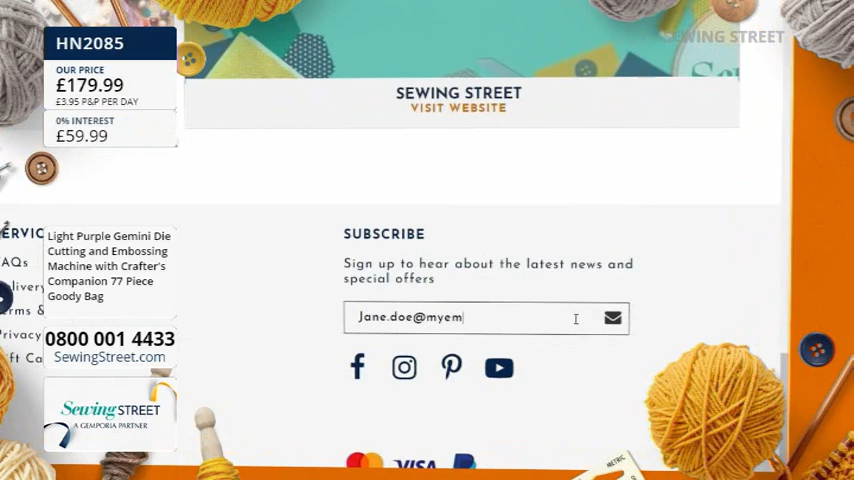 HN2085
OUR PRICE
£179.99
£3.95 P&P PER DAY
0% INTEREST
£59.99
Light Purple Gemini Die
Cutting and Embossing
Machine with Crafter's
Companion 77 Piece
Goody Bag
0800 001 4433
SewingStreet.com
Sewing STREET
A GEMPORIA PARTNER
SEWING STREET
SEWING STREET
VISIT WEBSITE
SUBSCRIBE
Sign up to hear about the latest news and
special offers
Jane.doe@myem
VISA
METRIC